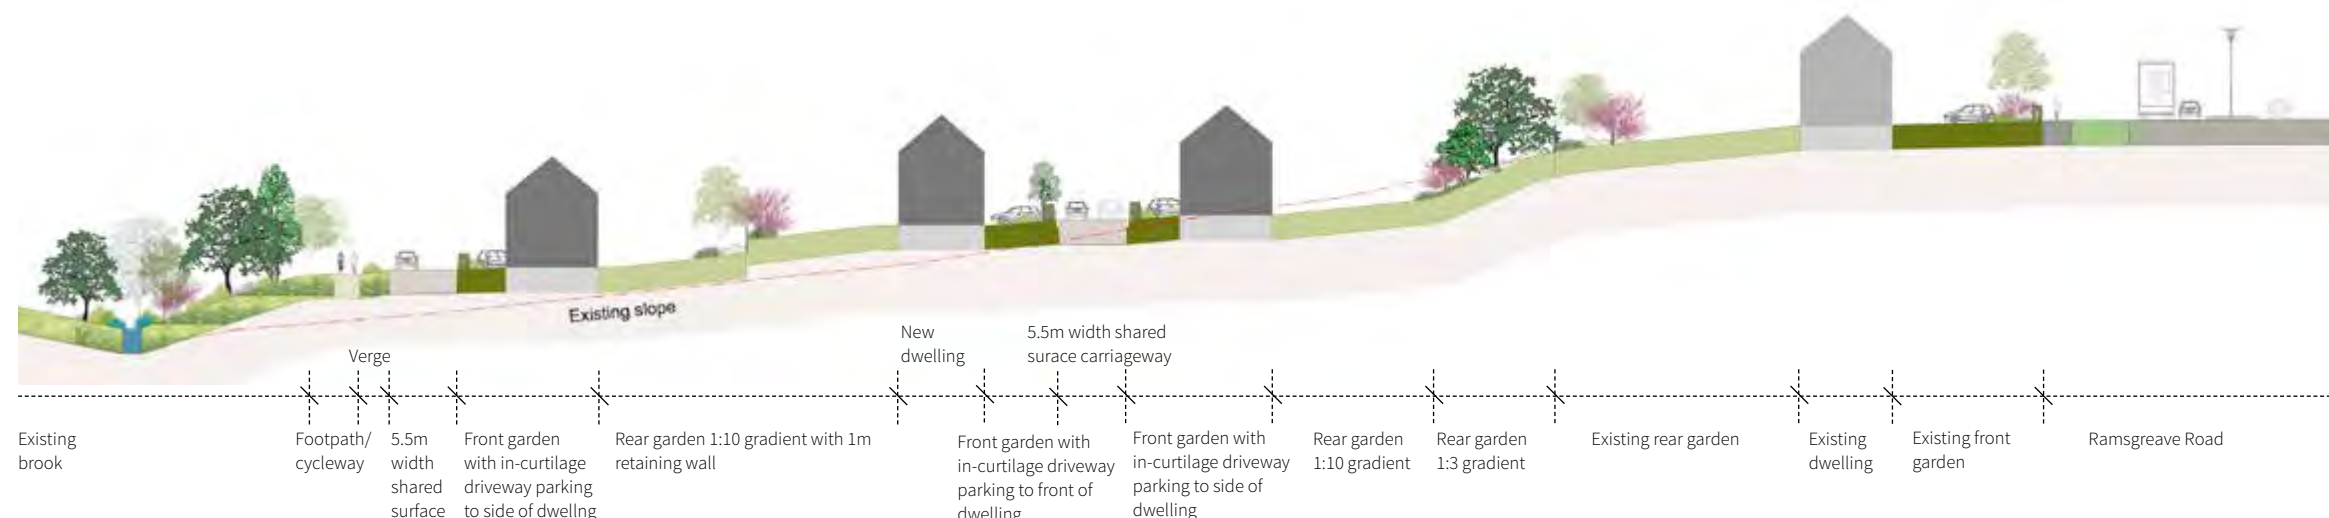 Existing slope
New
dwelling
5.5m width shared
surace carriageway
Verge
Existing
brook
Footpath/
cycleway
5.5m
width
shared
surface
Front garden
with in-curtilage
driveway parking
to side of dwellng
Rear garden 1:10 gradient with 1m
retaining wall
Front garden with
in-curtilage driveway
parking to front of
dwelling
Front garden with
in-curtilage driveway
parking to side of
dwelling
Rear garden
1:10 gradient
Rear garden
1:3 gradient
Existing rear garden
Existing
dwelling
Existing front
garden
Ramsgreave Road